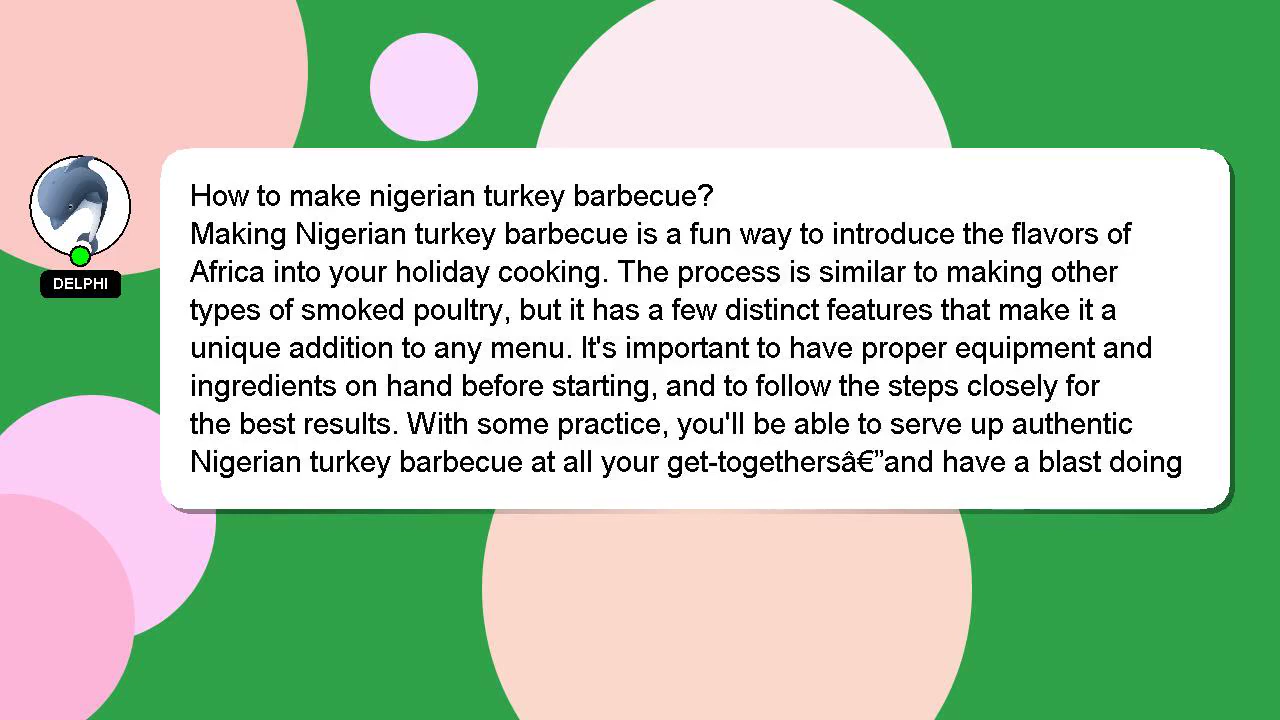 DELPHI
How to make nigerian turkey barbecue?
Making Nigerian turkey barbecue is a fun way to introduce the flavors of
Africa into your holiday cooking. The process is similar to making other
types of smoked poultry, but it has a few distinct features that make it a
unique addition to any menu. It's important to have proper equipment and
ingredients on hand before starting, and to follow the steps closely for
the best results. With some practice, you'll be able to serve up authentic
Nigerian turkey barbecue at all your get-togethersâ€”and have a blast doing